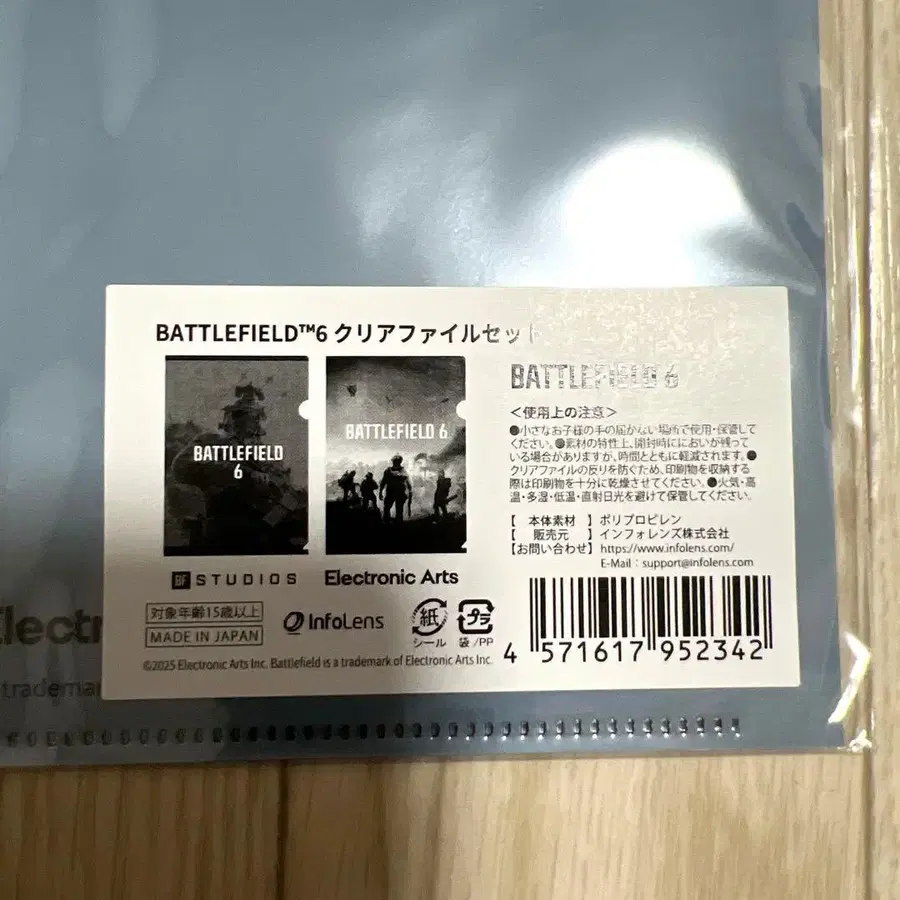 BATTLEFIELD™6 クリアファイルセット
BATTLEFIELD
6
BATTLEFIELD 6
BATTLEFIELD 6
<使用上の注意>
●小さなお子様の手の届かない場所で使用・保管して
ください。●素材の特性上、開封時ににおいが残って
いる場合がありますが、時間とともに軽減されます。●
クリアファイルの反りを防ぐため、印刷物を収納する
際は印刷物を十分に乾燥させてください。●火気・高
温・多湿・低温・直射日光を避けて保管してください。
【 本体素材 】 ポリプロピレン
【 販売元 】 インフォレンズ株式会社
【お問い合わせ】 https://www.infolens.com/
E-Mail：support@infolens.com
BF STUDIOS
Electronic Arts
対象年齢15歳以上
MADE IN JAPAN
InfoLens
紙
シール
プラ
袋/PP
©2025 Electronic Arts Inc. Battlefield is a trademark of Electronic Arts Inc.
4 571617 952342
Electr
tradema